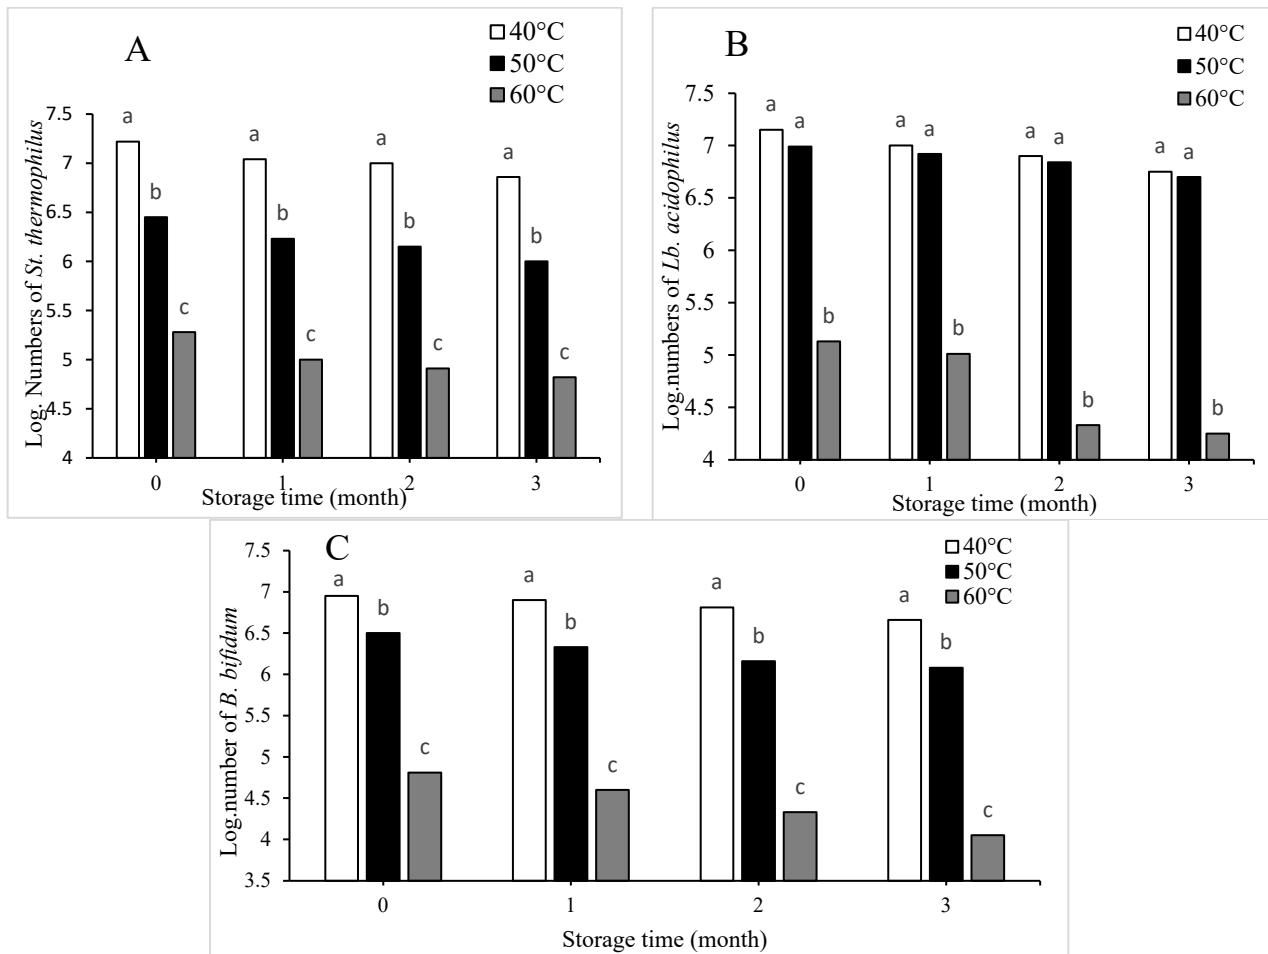 A
40°C
50°C
60°C
Log. Numbers of St. thermophilus
7.5
7
6.5
6
5.5
5
4.5
4
a
b
c
a
b
c
a
b
c
a
b
c
0
1
2
3
Storage time (month)
B
40°C
50°C
60°C
Log.numbers of Lb. acidophilus
7.5
7
6.5
6
5.5
5
4.5
4
a
a
b
a
a
b
a
a
b
a
a
b
0
1
2
3
Storage time (month)
C
40°C
50°C
60°C
Log.number of B. bifidum
7.5
7
6.5
6
5.5
5
4.5
4
3.5
a
b
c
a
b
c
a
b
c
a
b
c
0
1
2
3
Storage time (month)